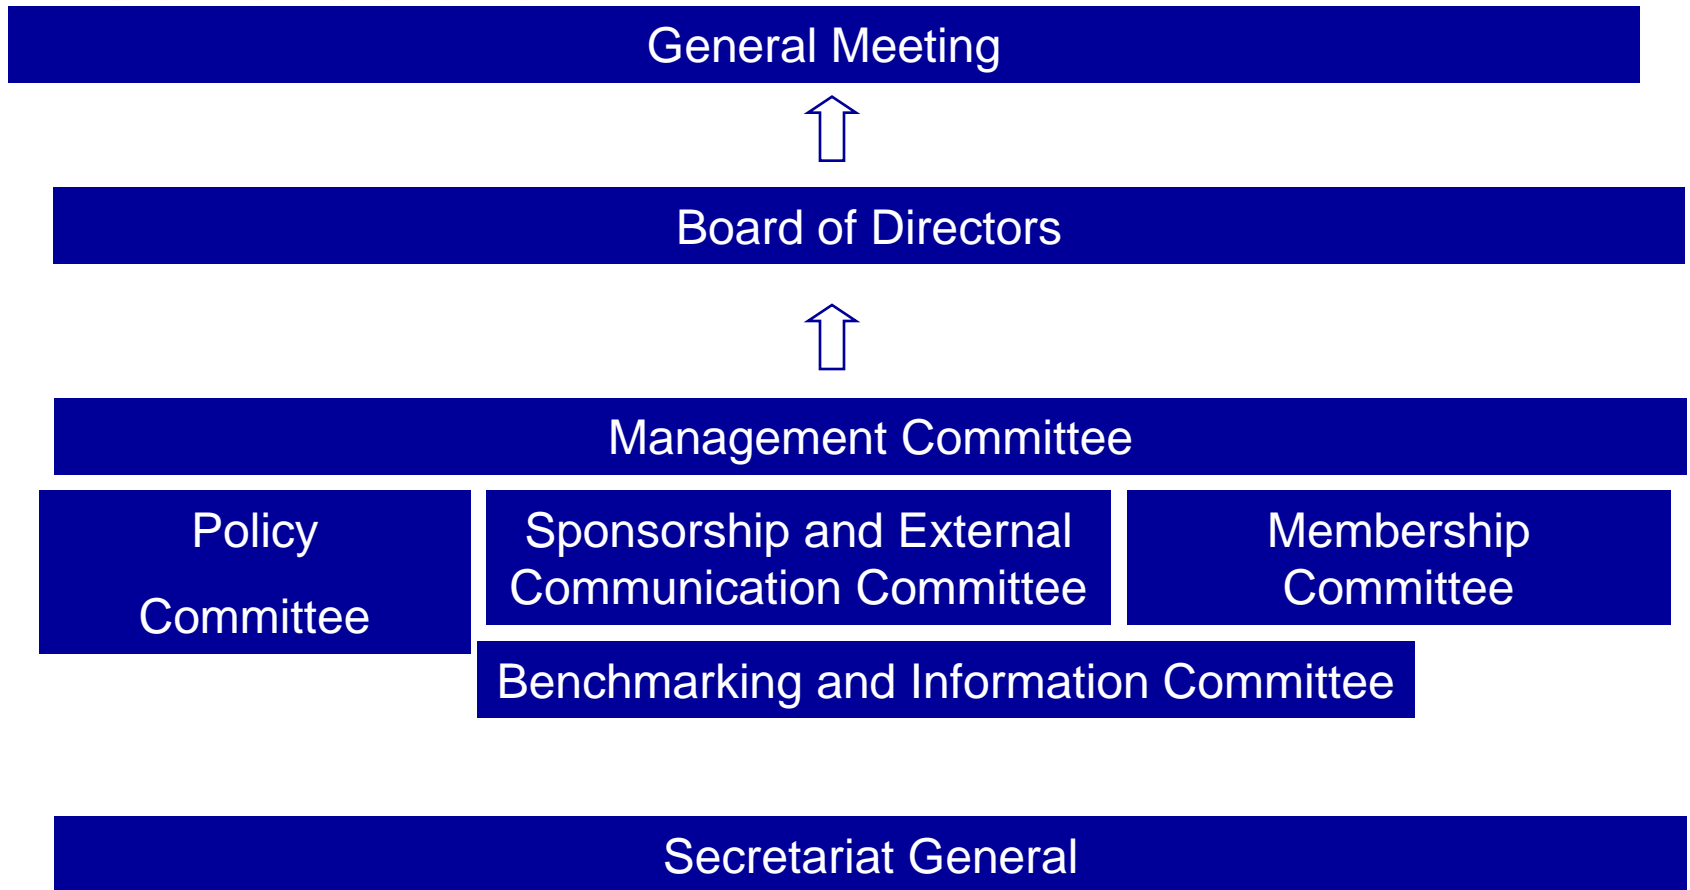 General Meeting
Board of Directors
Management Committee
Policy
Committee
Sponsorship and External
Communication Committee
Membership
Committee
Benchmarking and Information Committee
Secretariat General